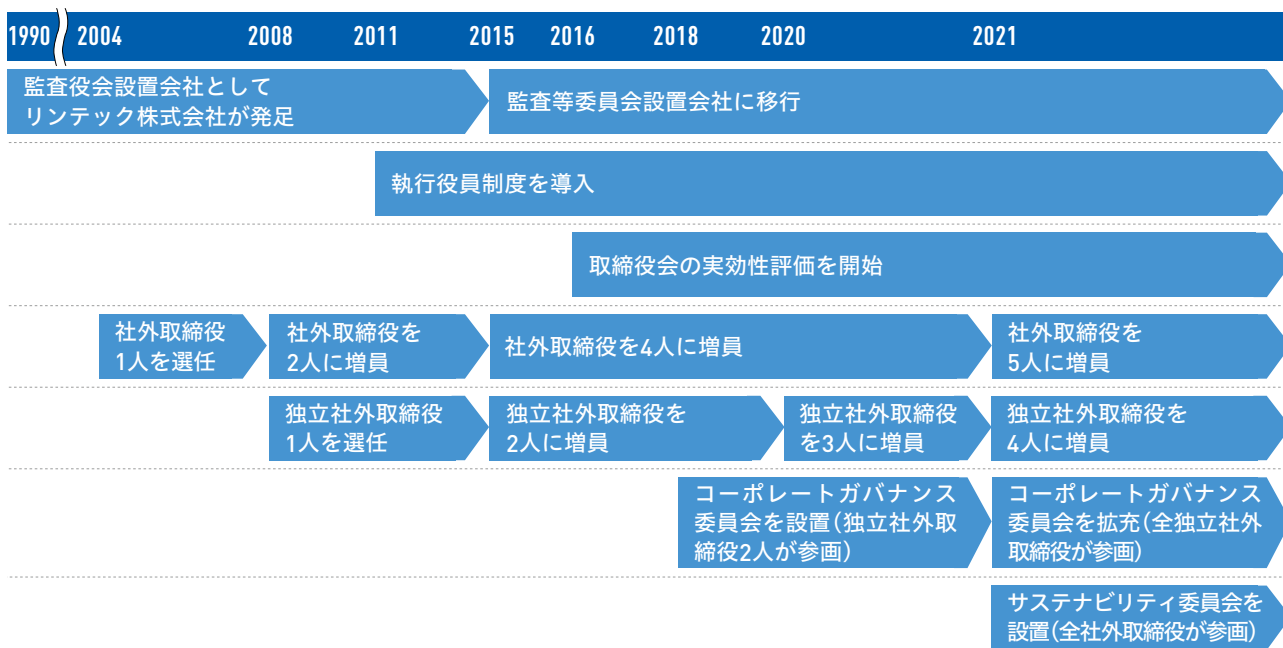 1990 2004 2008 2011 2015 2016 2018 2020 2021
監査役会設置会社として
リンテック株式会社が発足
監査等委員会設置会社に移行
執行役員制度を導入
取締役会の実効性評価を開始
社外取締役
1人を選任
社外取締役を
2人に増員
社外取締役を4人に増員
社外取締役を
5人に増員
独立社外取締役
1人を選任
独立社外取締役を
2人に増員
独立社外取締役
を3人に増員
独立社外取締役を
4人に増員
コーポレートガバナンス
委員会を設置(独立社外取
締役2人が参画)
コーポレートガバナンス
委員会を拡充(全独立社外
取締役が参画)
サステナビリティ委員会を
設置(全社外取締役が参画)